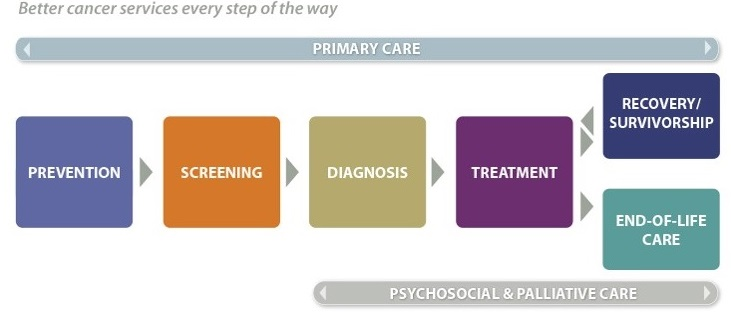 Better cancer services every step of the way
PRIMARY CARE
PREVENTION
SCREENING
DIAGNOSIS
TREATMENT
RECOVERY/
SURVIVORSHIP
END-OF-LIFE
CARE
PSYCHOSOCIAL & PALLIATIVE CARE